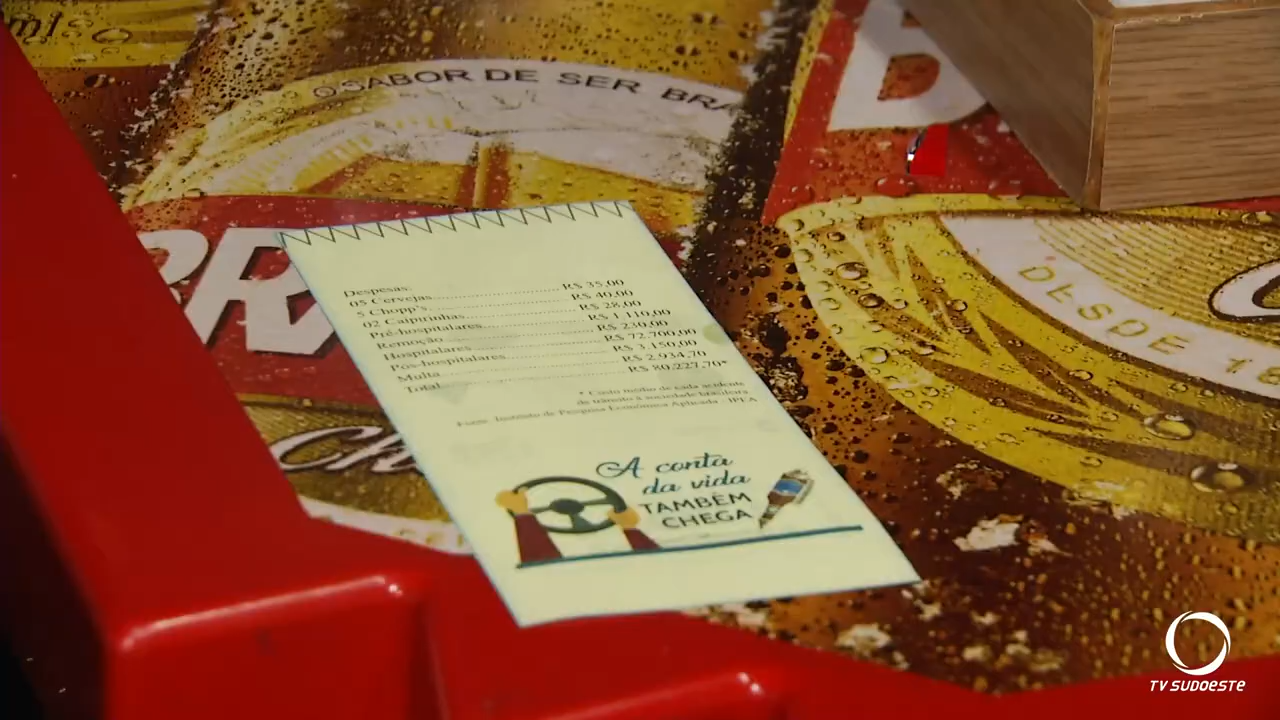 ml
O SABOR DE SER BRA
BR
Ch
DESDE 18
Despesas:
05 Cervejas R$ 35,00
5 Chopp's R$ 40,00
02 Caipirinhas R$ 28,00
Pré-hospitalares R$ 1 110,00
Remoção R$ 230,00
Hospitalares R$ 72.700,00
Pós-hospitalares R$ 3.150,00
Multa R$ 2.934,70
Total R$ 80.227,70*
* Custo médio de cada acidente
de trânsito à sociedade brasileira
Fonte: Instituto de Pesquisa Econômica Aplicada - IPEA
A conta
da vida
TAMBÉM
CHEGA
TV SUDOESTE